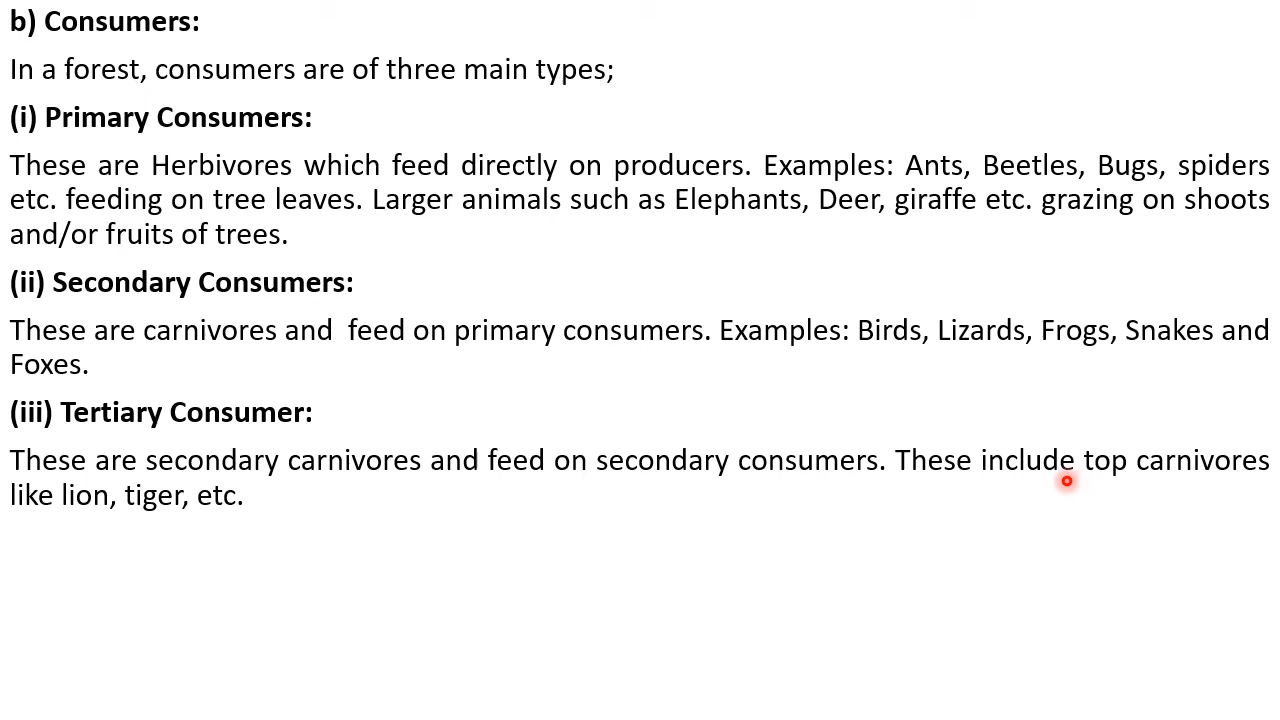 b) Consumers:
In a forest, consumers are of three main types;
(i) Primary Consumers:
These are Herbivores which feed directly on producers. Examples: Ants, Beetles, Bugs, spiders
etc. feeding on tree leaves. Larger animals such as Elephants, Deer, giraffe etc. grazing on shoots
and/or fruits of trees.
(ii) Secondary Consumers:
These are carnivores and  feed on primary consumers. Examples: Birds, Lizards, Frogs, Snakes and
Foxes.
(iii) Tertiary Consumer:
These are secondary carnivores and feed on secondary consumers. These include top carnivores
like lion, tiger, etc.